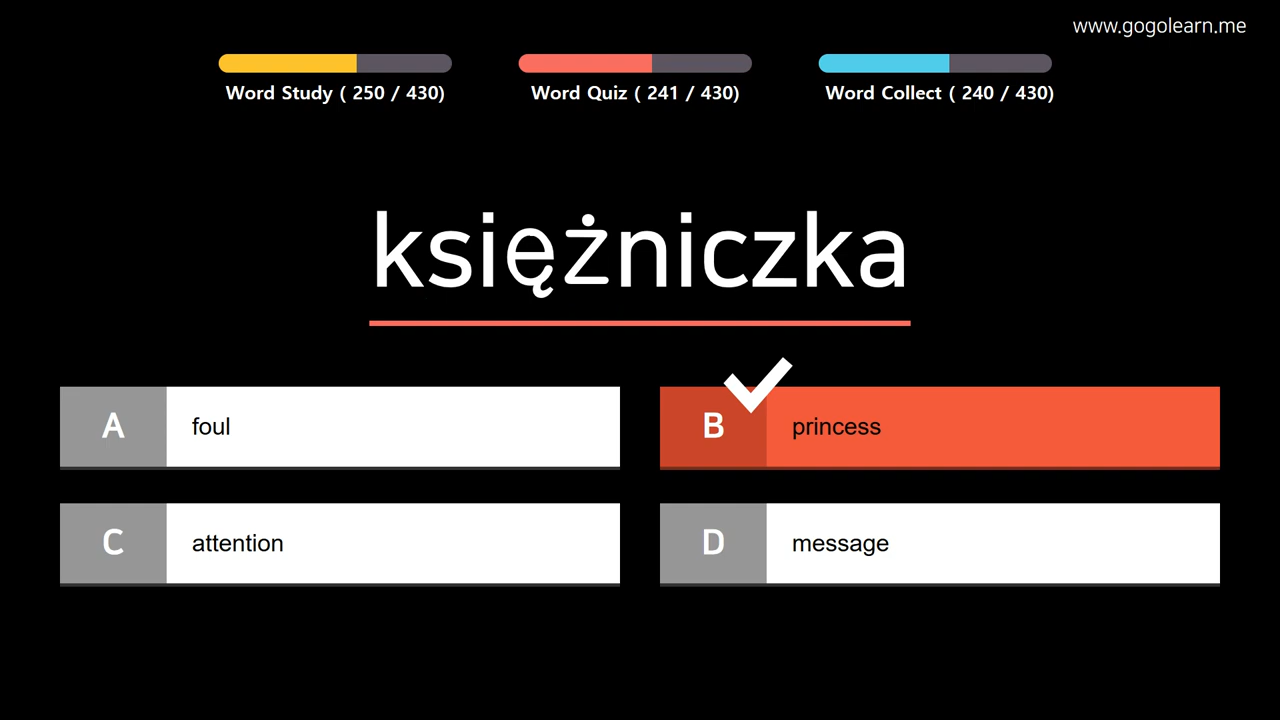 www.gogolearn.me
Word Study ( 250 / 430)
Word Quiz ( 241 / 430)
Word Collect ( 240 / 430)
księżniczka
A foul
B princess
C attention
D message